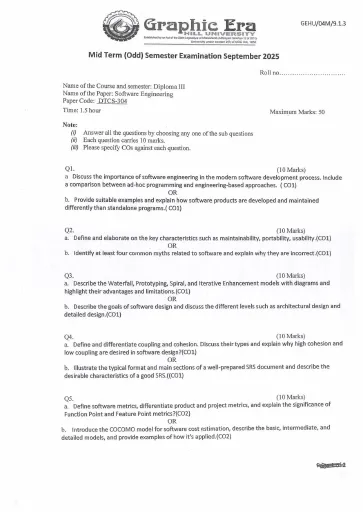 GEHU/04M/9.1.3
Graphic Era
HILL UNIVERSITY
Mid Term (Odd) Semester Examination September 2025
Roll no..............................
Name of the Course and semester: Diploma III
Name of the Paper: Software Engineering
Paper Code: DTCS-304
Time: 1.5 hour
Maximum Marks: 50
Note:
(i) Answer all the questions by choosing any one of the sub questions
(ii) Each question carries 10 marks.
(iii) Please specify COs against each question.
Q1. (10 Marks)
a Discuss the importance of software engineering in the modern software development process. Include
a comparison between ad-hoc programming and engineering-based approaches. ( CO1)
OR
b. Provide suitable examples and explain how software products are developed and maintained
differently than standalone programs.( CO1)
Q2. (10 Marks)
a. Define and elaborate on the key characteristics such as maintainability, portability, usability.(CO1)
OR
b. Identify at least four common myths related to software and explain why they are incorrect.(CO1)
Q3. (10 Marks)
a. Describe the Waterfall, Prototyping, Spiral, and Iterative Enhancement models with diagrams and
highlight their advantages and limitations.(CO1)
OR
b. Describe the goals of software design and discuss the different levels such as architectural design and
detailed design.(CO1)
Q4. (10 Marks)
a. Define and differentiate coupling and cohesion. Discuss their types and explain why high cohesion and
low coupling are desired in software design?(CO1)
OR
b. Illustrate the typical format and main sections of a well-prepared SRS document and describe the
desirable characteristics of a good SRS.((CO1)
Q5. (10 Marks)
a. Define software metrics, differentiate product and project metrics, and explain the significance of
Function Point and Feature Point metrics?(CO2)
OR
b. Introduce the COCOMO model for software cost estimation, describe the basic, intermediate, and
detailed models, and provide examples of how it's applied.(CO2)